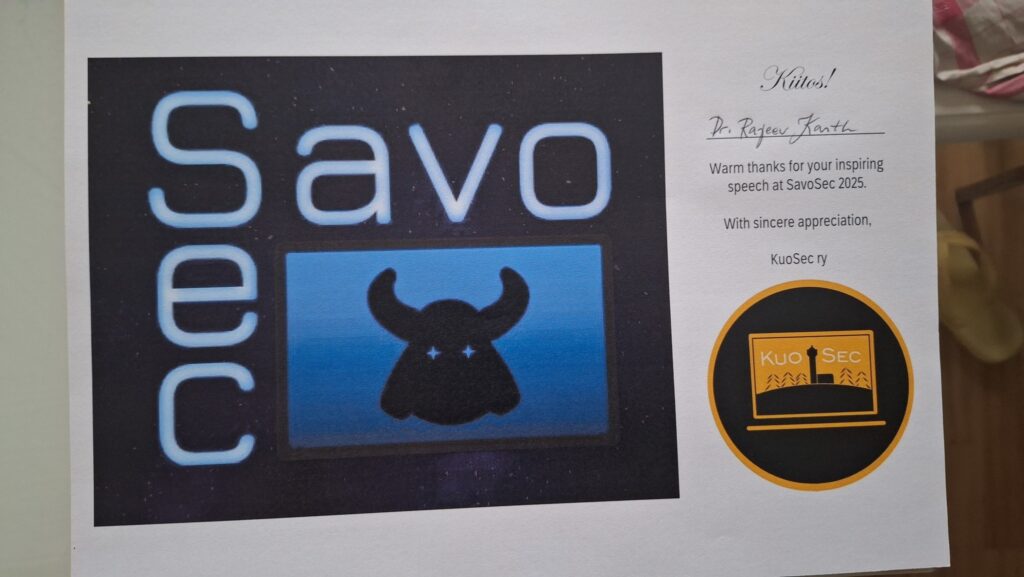 Savo
Sec
Kiitos!
Dr. Rajeev Kanth
Warm thanks for your inspiring
speech at SavoSec 2025.
With sincere appreciation,
KuoSec ry
KUO SEC